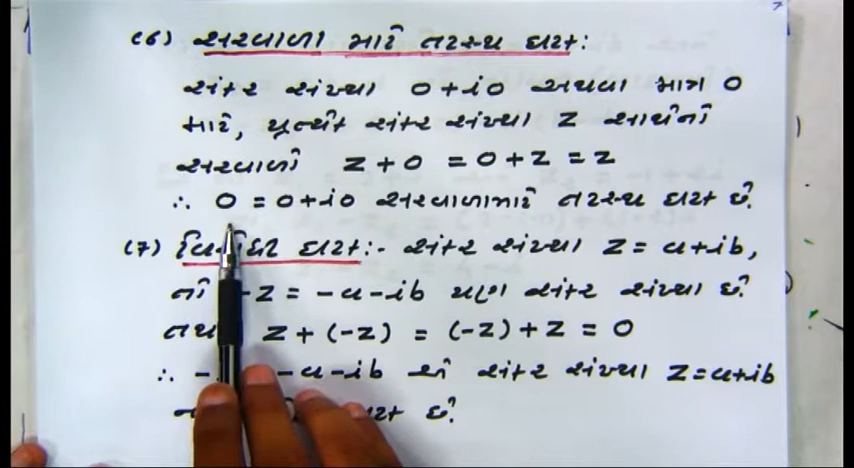 (6) સરવાળા માટે તટસ્થ ઘટક:
સંકર સંખ્યા 0 + i0 અથવા માત્ર 0
માટે, પ્રત્યેક સંકર સંખ્યા z સાથેનો
સરવાળો z + 0 = 0 + z = z
∴ 0 = 0 + i0 સરવાળામાટે તટસ્થ ઘટક છે.
(7) ઘટક:- સંકર સંખ્યા z = a + ib,
તો -z = -a - ib પણ સંકર સંખ્યા છે
z + (-z) = (-z) + z = 0
∴ - -a - ib એ સંકર સંખ્યા z = a + ib
છે.